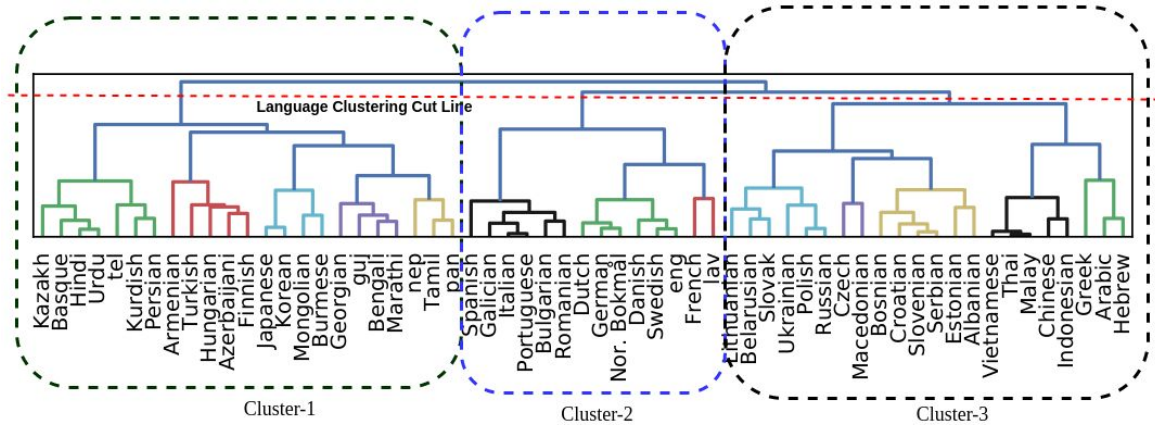 Language Clustering Cut Line
Kazakh
Basque
Hindi
Urdu
tel
Kurdish
Persian
Armenian
Turkish
Hungarian
Azerbaijani
Finnish
Japanese
Korean
Mongolian
Burmese
Georgian
guj
Bengali
Marathi
nep
Tamil
pan
Spanish
Galician
Italian
Portuguese
Bulgarian
Romanian
Dutch
German
Nor. Bokmål
Danish
Swedish
eng
French
lav
Lithuanian
Belarusian
Slovak
Ukrainian
Polish
Russian
Czech
Macedonian
Bosnian
Croatian
Slovenian
Serbian
Estonian
Albanian
Vietnamese
Thai
Malay
Chinese
Indonesian
Greek
Arabic
Hebrew
Cluster-1
Cluster-2
Cluster-3